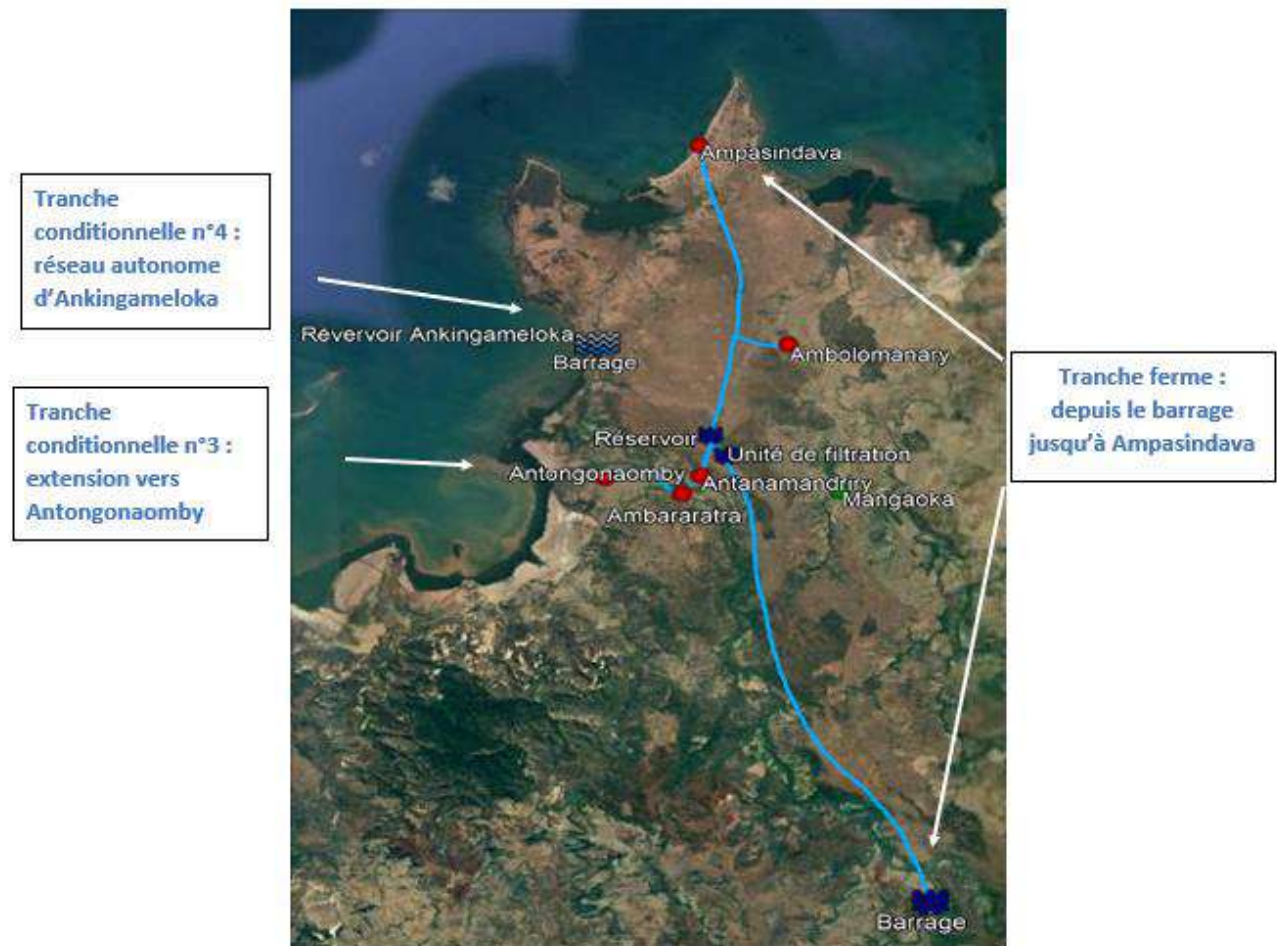 Tranche
conditionnelle n°4 :
réseau autonome
d'Ankingameloka
Tranche
conditionnelle n°3 :
extension vers
Antongonaomby
Ampasindava
Révervoir Ankingameloka
Barrage
Ambolomanary
Réservoir
Unité de filtration
Antongonaomby
Antanamandriry
Mangaoka
Ambararatra
Barrage
Tranche ferme :
depuis le barrage
jusqu'à Ampasindava